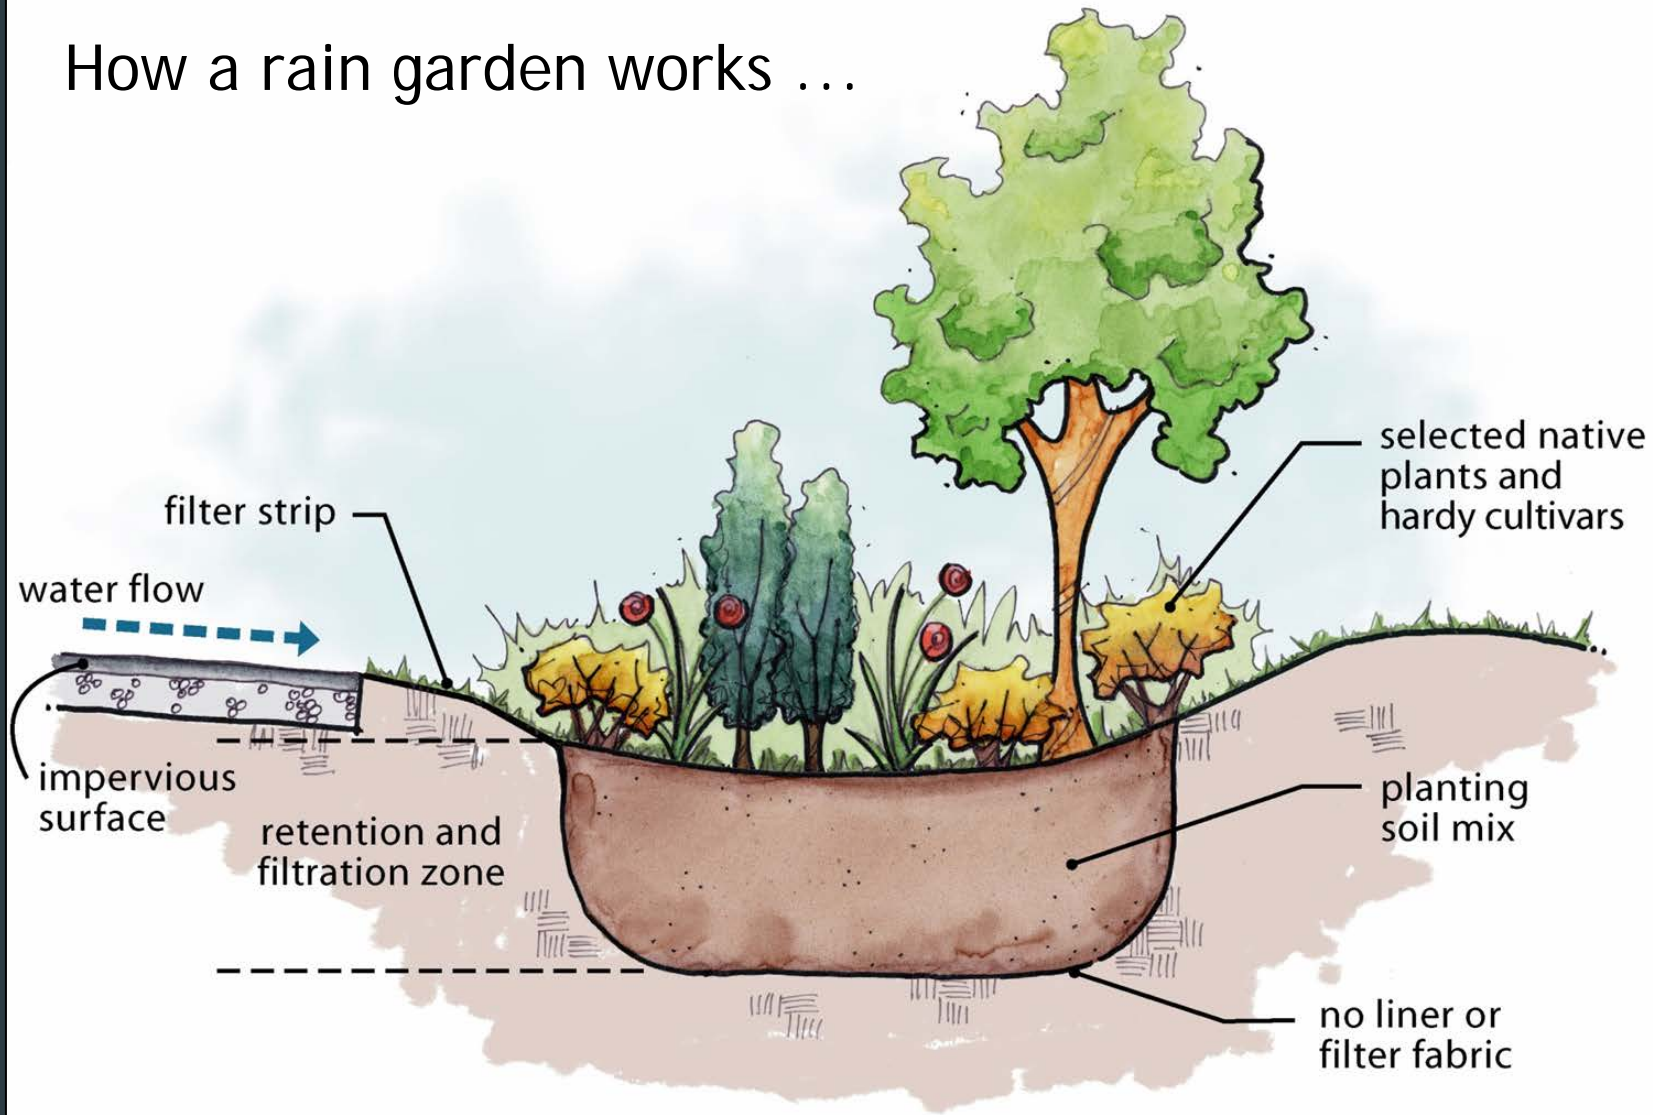 How a rain garden works ...
selected native
plants and
hardy cultivars
filter strip
water flow
impervious
surface
retention and
filtration zone
planting
soil mix
no liner or
filter fabric